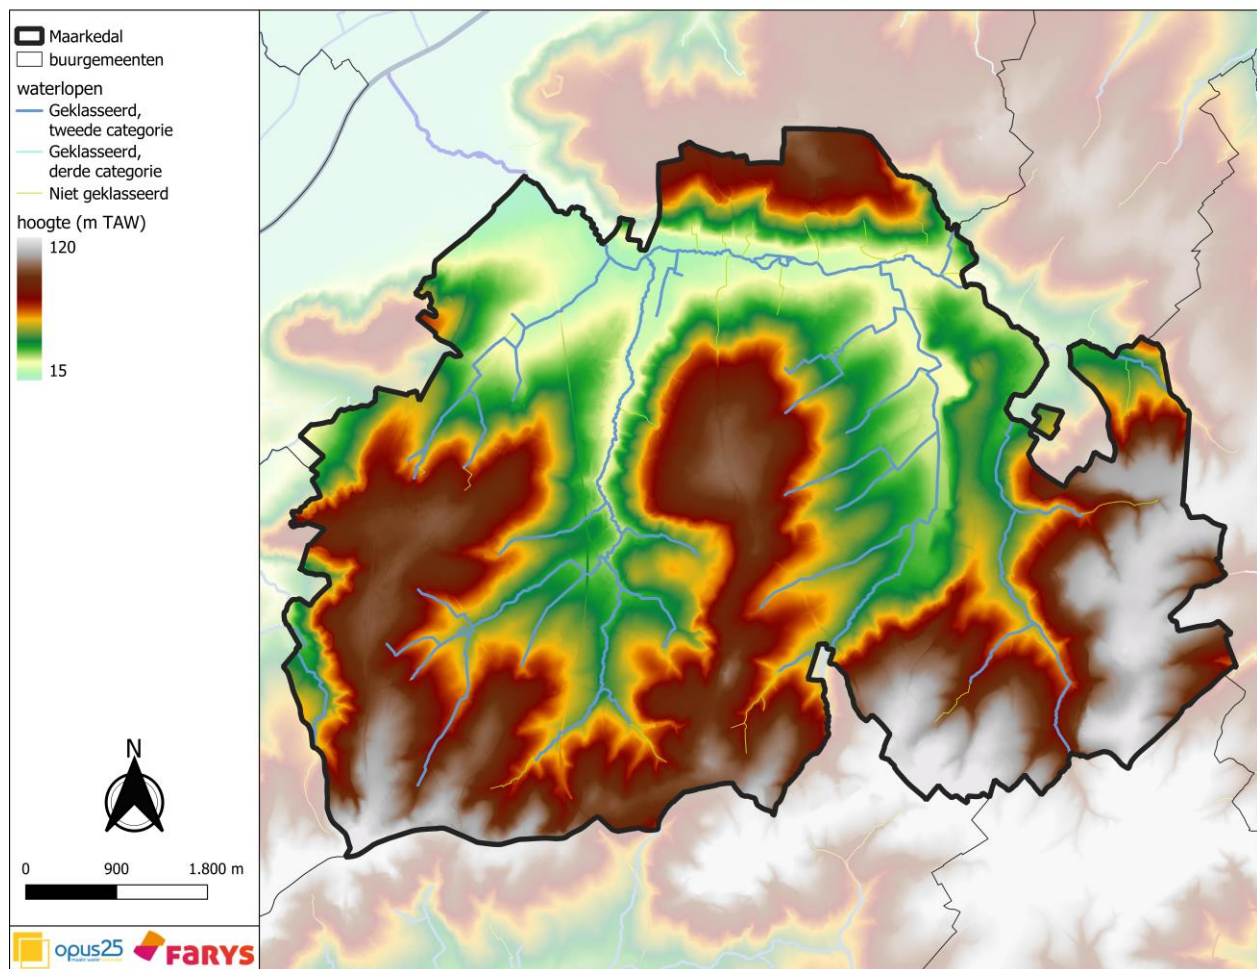 Maarkedal
buurgemeenten
waterlopen
Geklasseerd,
tweede categorie
Geklasseerd,
derde categorie
Niet geklasseerd
hoogte (m TAW)
120
15
N
0 900 1.800 m
opus25
FARYS